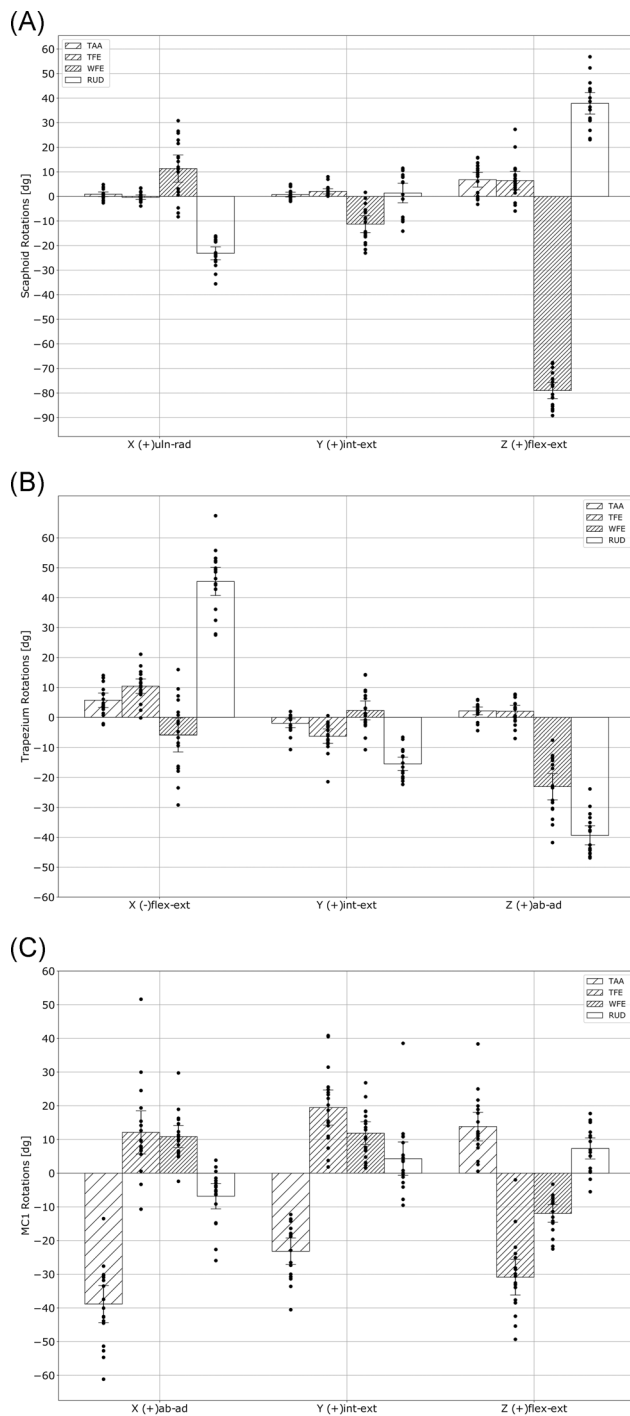 (A)
TAA
TFE
WFE
RUD
Scaphoid Rotations [dg]
60
50
40
30
20
10
0
−10
−20
−30
−40
−50
−60
−70
−80
−90
X (+)uln-rad Y (+)int-ext Z (+)flex-ext
(B)
TAA
TFE
WFE
RUD
Trapezium Rotations [dg]
70
60
50
40
30
20
10
0
−10
−20
−30
−40
−50
−60
X (-)flex-ext Y (+)int-ext Z (+)ab-ad
(C)
TAA
TFE
WFE
RUD
MC1 Rotations [dg]
60
50
40
30
20
10
0
−10
−20
−30
−40
−50
−60
X (+)ab-ad Y (+)int-ext Z (+)flex-ext